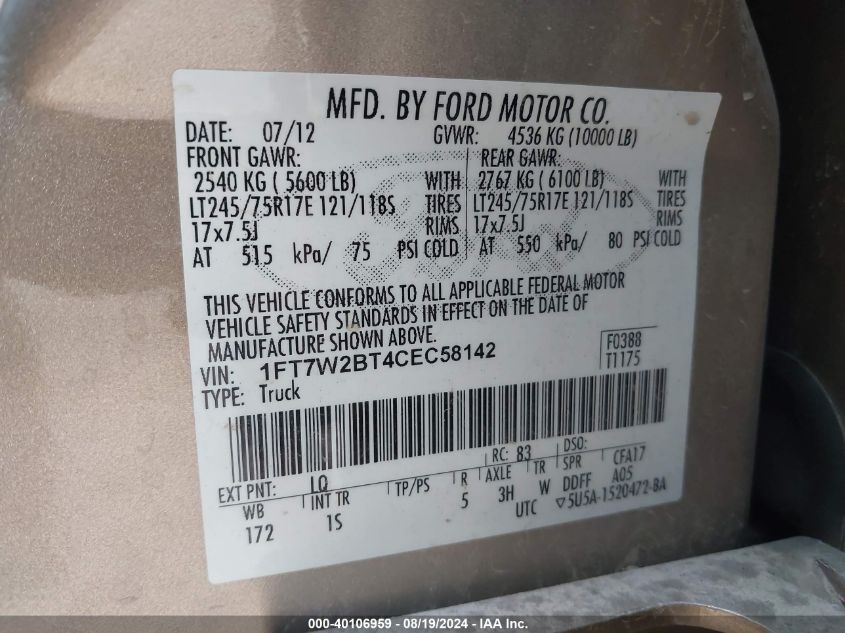 MFD. BY FORD MOTOR CO.
DATE: 07/12 GVWR: 4536 KG (10000 LB)
FRONT GAWR: REAR GAWR:
2540 KG ( 5600 LB) WITH 2767 KG ( 6100 LB) WITH
LT245/75R17E 121/118S TIRES LT245/75R17E 121/118S TIRES
17x7.5J RIMS 17x7.5J RIMS
AT 515 kPa/ 75 PSI COLD AT 550 kPa/ 80 PSI COLD
THIS VEHICLE CONFORMS TO ALL APPLICABLE FEDERAL MOTOR
VEHICLE SAFETY STANDARDS IN EFFECT ON THE DATE OF
MANUFACTURE SHOWN ABOVE.
VIN: 1FT7W2BT4CEC58142 F0388
TYPE: Truck T1175
EXT PNT: LQ RC: 83 DSO:
WB INT TR TP/PS R AXLE TR SPR CFA17
172 1S 5 3H W DDFF A05
UTC ▽5U5A-1520472-BA
000-40106959 - 08/19/2024 - IAA Inc.